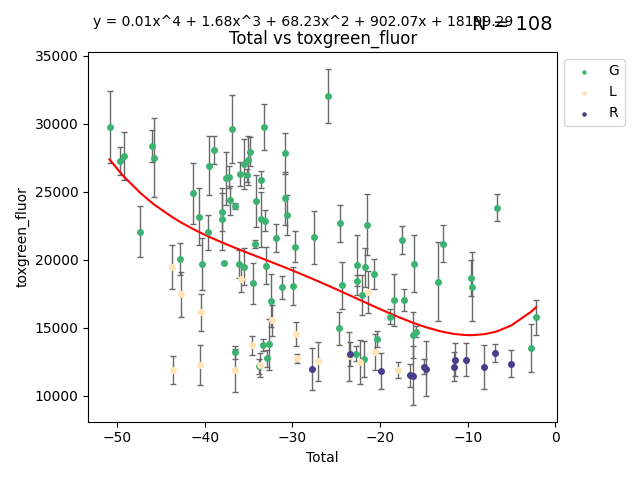 y = 0.01x^4 + 1.68x^3 + 68.23x^2 + 902.07x + 18199.29
N = 108
Total vs toxgreen_fluor
35000
30000
25000
20000
15000
10000
toxgreen_fluor
−50
−40
−30
−20
−10
0
Total
G
L
R